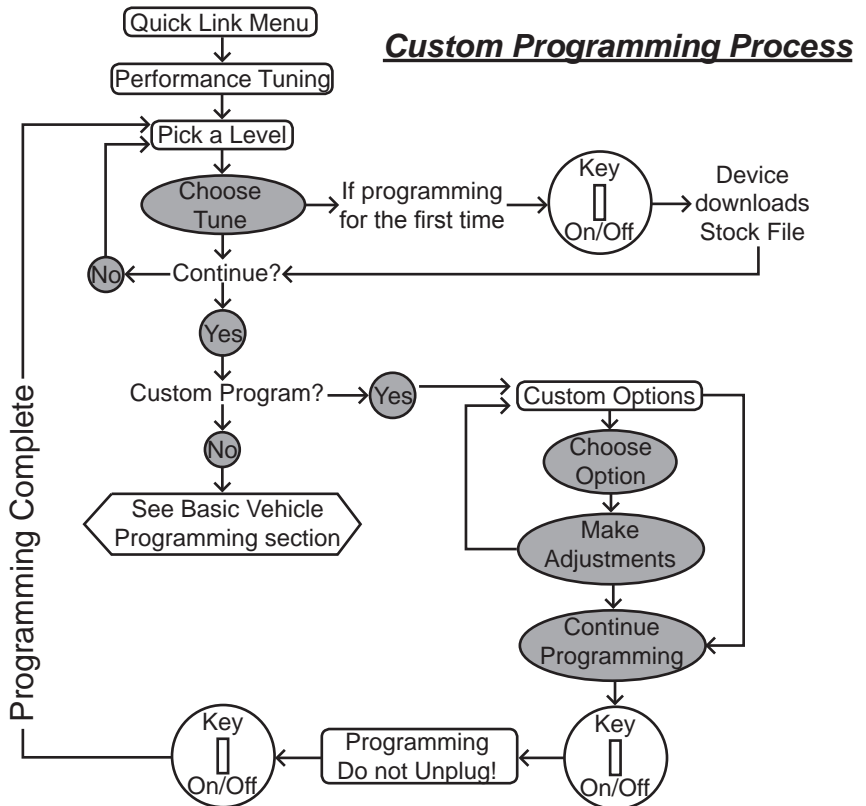 Quick Link Menu
Custom Programming Process
Performance Tuning
Pick a Level
Choose
Tune
If programming
for the first time
Key
On/Off
Device
downloads
Stock File
No
Continue?
Yes
Custom Program?
Yes
Custom Options
No
Choose
Option
See Basic Vehicle
Programming section
Make
Adjustments
Continue
Programming
Key
On/Off
Programming
Do not Unplug!
Key
On/Off
Programming Complete